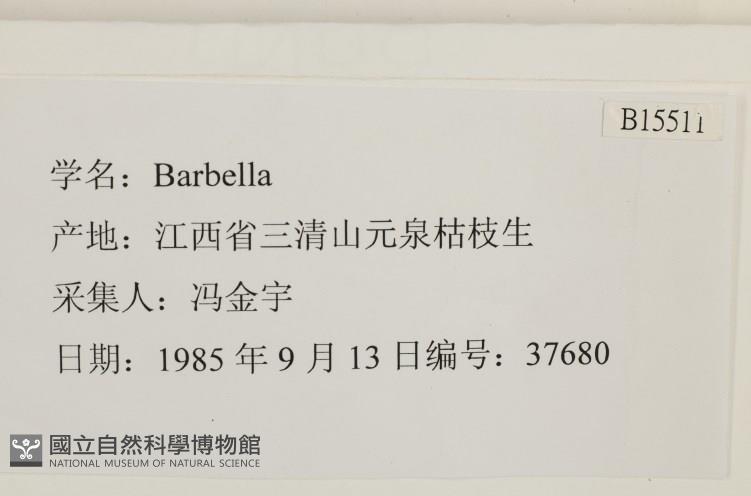 B15511
学名：Barbella
产地：江西省三清山元泉枯枝生
采集人：冯金宇
日期：1985 年 9 月 13 日编号：37680
國立自然科學博物館
NATIONAL MUSEUM OF NATURAL SCIENCE